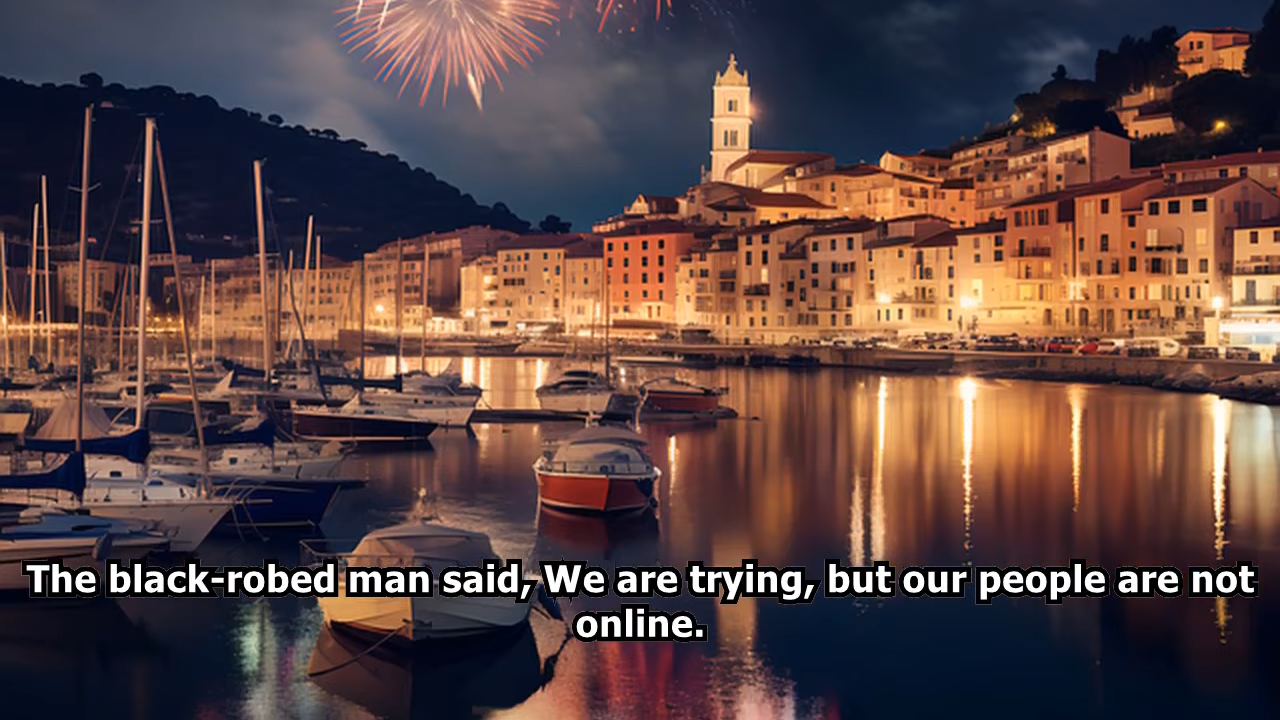 The black-robed man said, We are trying, but our people are not
online.